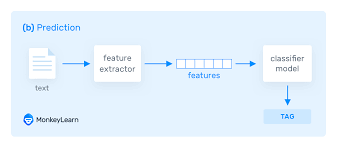 (b) Prediction
text
feature
extractor
features
classifier
model
TAG
MonkeyLearn